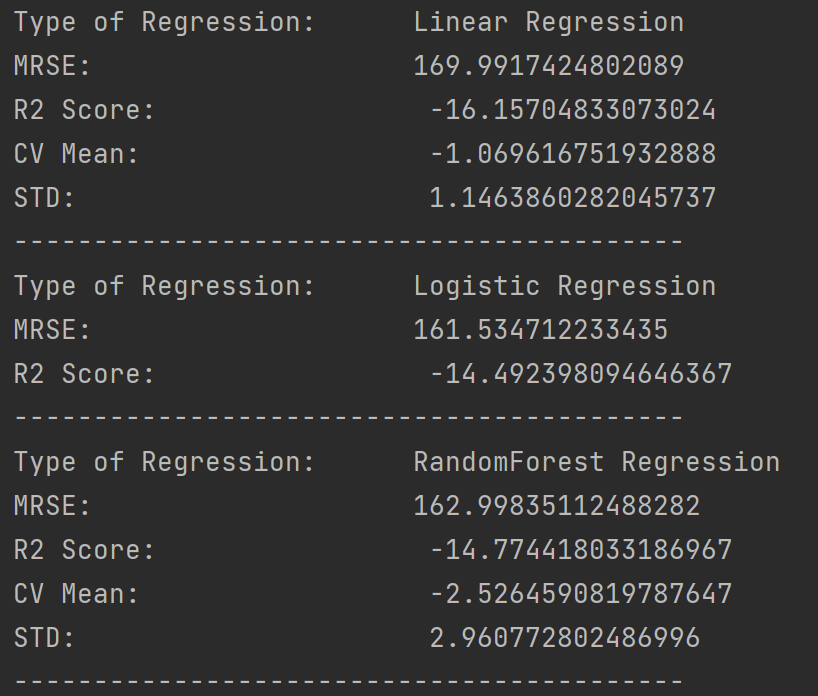 Type of Regression:      Linear Regression
MRSE:                    169.9917424802089
R2 Score:                 -16.15704833073024
CV Mean:                  -1.069616751932888
STD:                      1.1463860282045737
------------------------------------------
Type of Regression:      Logistic Regression
MRSE:                    161.534712233435
R2 Score:                 -14.492398094646367
------------------------------------------
Type of Regression:      RandomForest Regression
MRSE:                    162.99835112488282
R2 Score:                 -14.774418033186967
CV Mean:                  -2.5264590819787647
STD:                      2.960772802486996
------------------------------------------